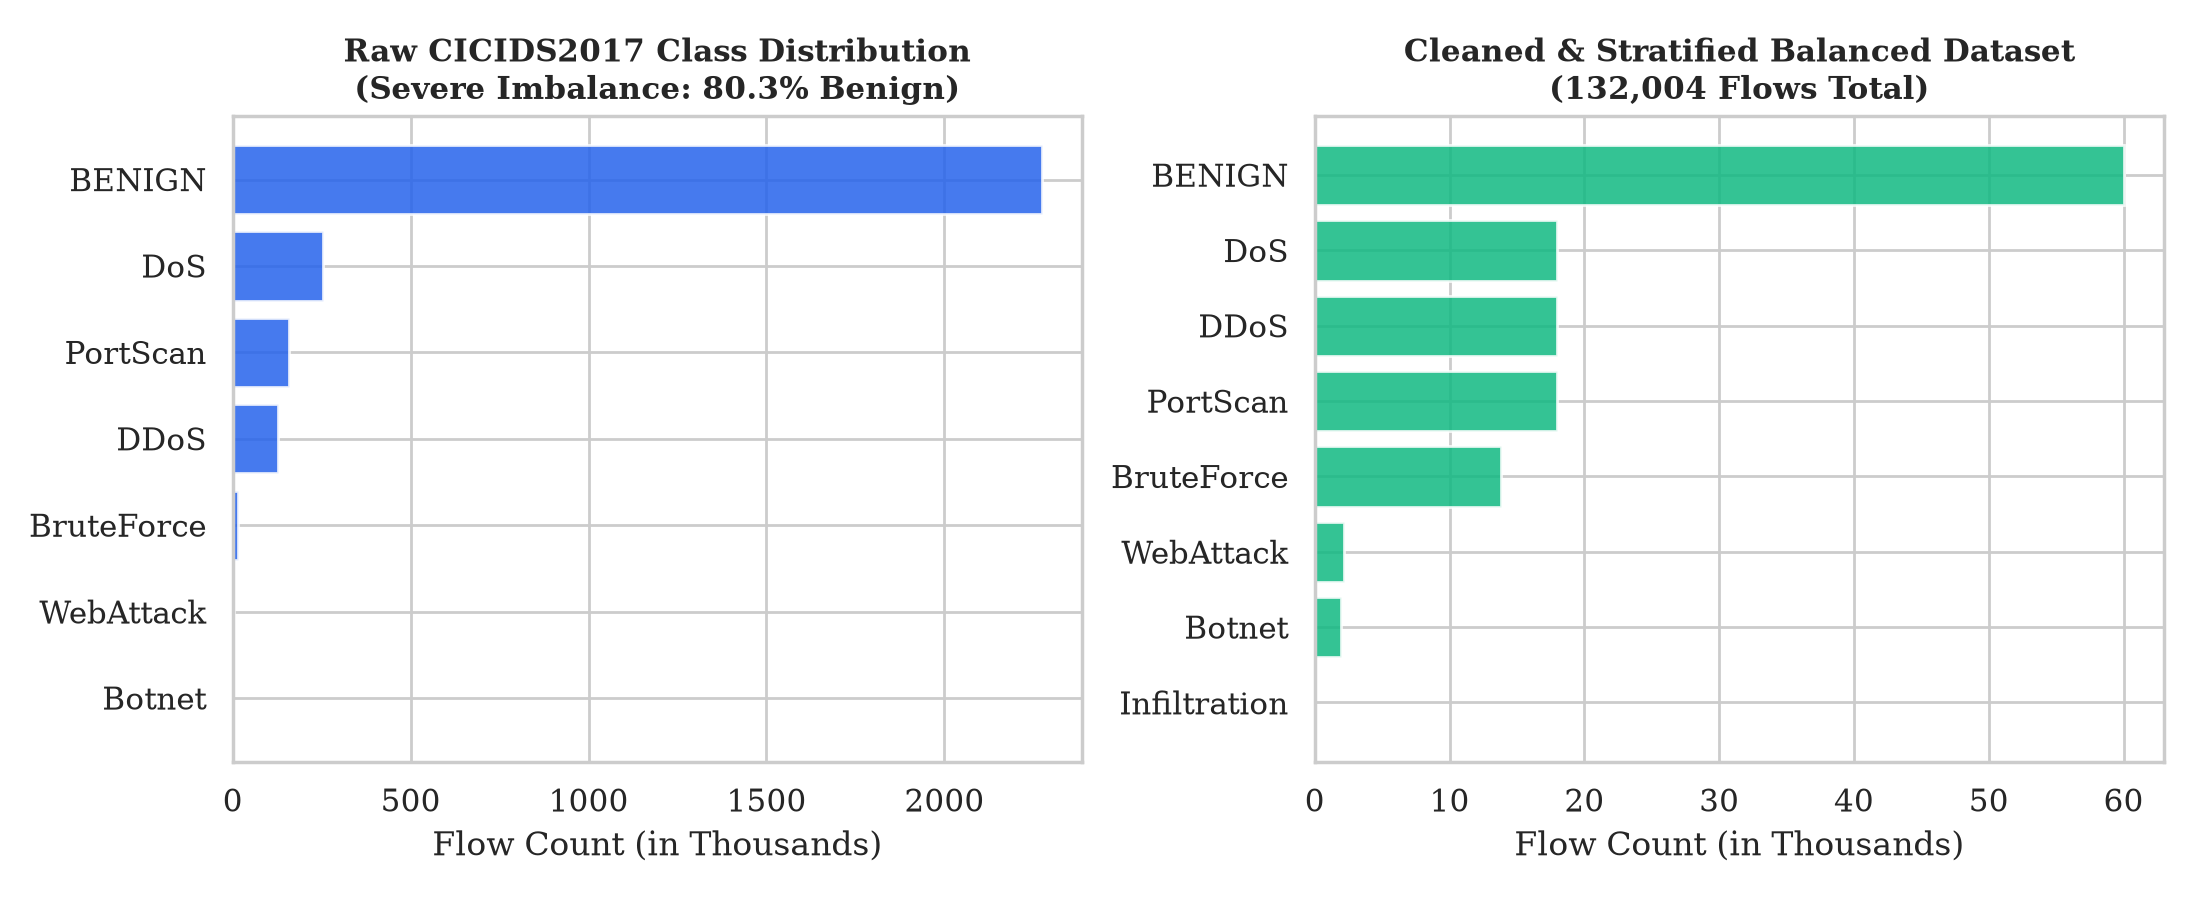 Raw CICIDS2017 Class Distribution
(Severe Imbalance: 80.3% Benign)
BENIGN
DoS
PortScan
DDoS
BruteForce
WebAttack
Botnet
0 500 1000 1500 2000
Flow Count (in Thousands)
Cleaned & Stratified Balanced Dataset
(132,004 Flows Total)
BENIGN
DoS
DDoS
PortScan
BruteForce
WebAttack
Botnet
Infiltration
0 10 20 30 40 50 60
Flow Count (in Thousands)